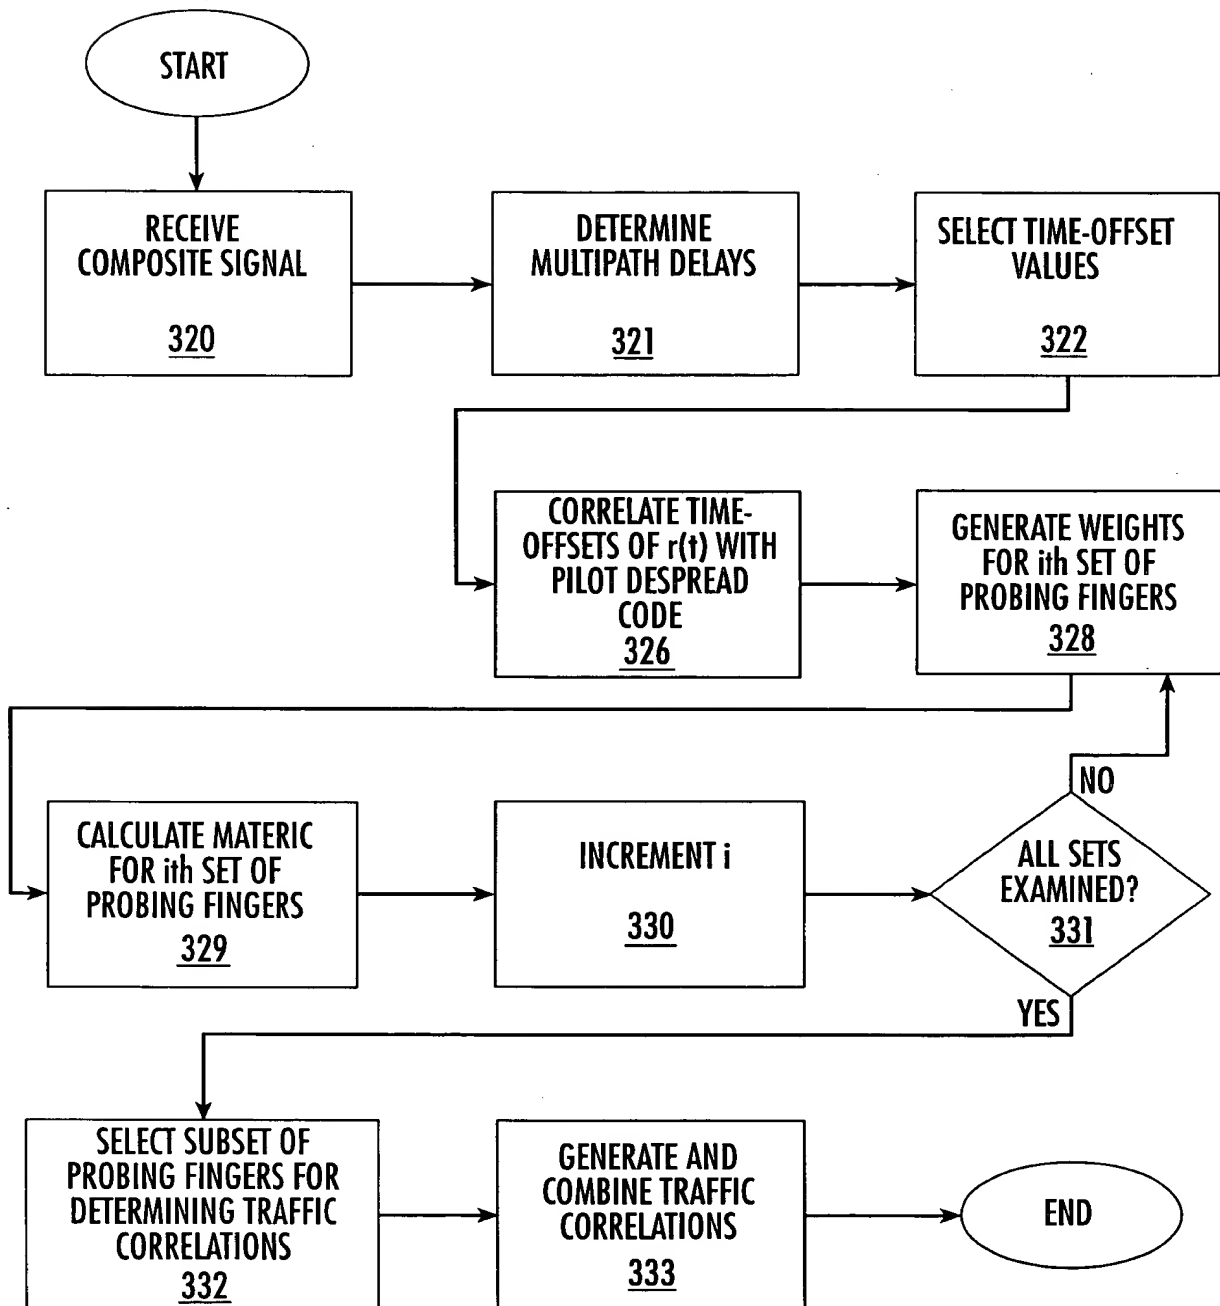 START
RECEIVE
COMPOSITE SIGNAL
320
DETERMINE
MULTIPATH DELAYS
321
SELECT TIME-OFFSET
VALUES
322
CORRELATE TIME-
OFFSETS OF r(t) WITH
PILOT DESPREAD
CODE
326
GENERATE WEIGHTS
FOR ith SET OF
PROBING FINGERS
328
CALCULATE MATERIC
FOR ith SET OF
PROBING FINGERS
329
INCREMENT i
330
NO
ALL SETS
EXAMINED?
331
YES
SELECT SUBSET OF
PROBING FINGERS FOR
DETERMINING TRAFFIC
CORRELATIONS
332
GENERATE AND
COMBINE TRAFFIC
CORRELATIONS
333
END